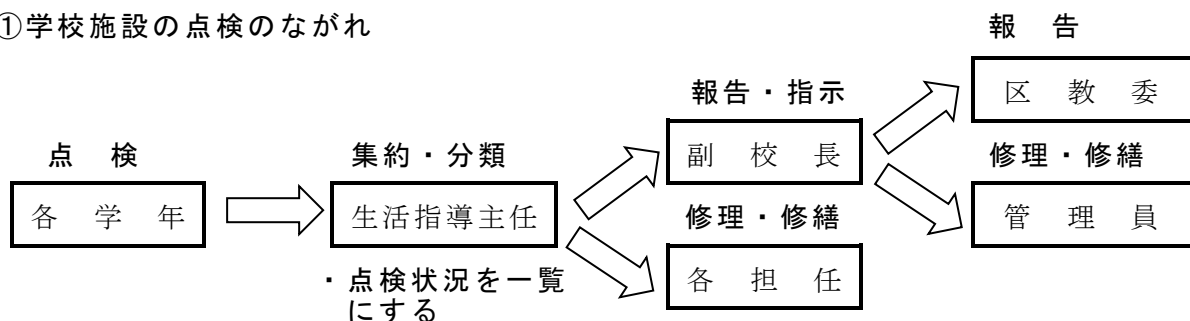 ①学校施設の点検のながれ
報　告
区　教　委
報告・指示
副　校　長
点　検
各　学　年
集約・分類
生活指導主任
修理・修繕
管　理　員
修理・修繕
各　担　任
・点検状況を一覧
にする